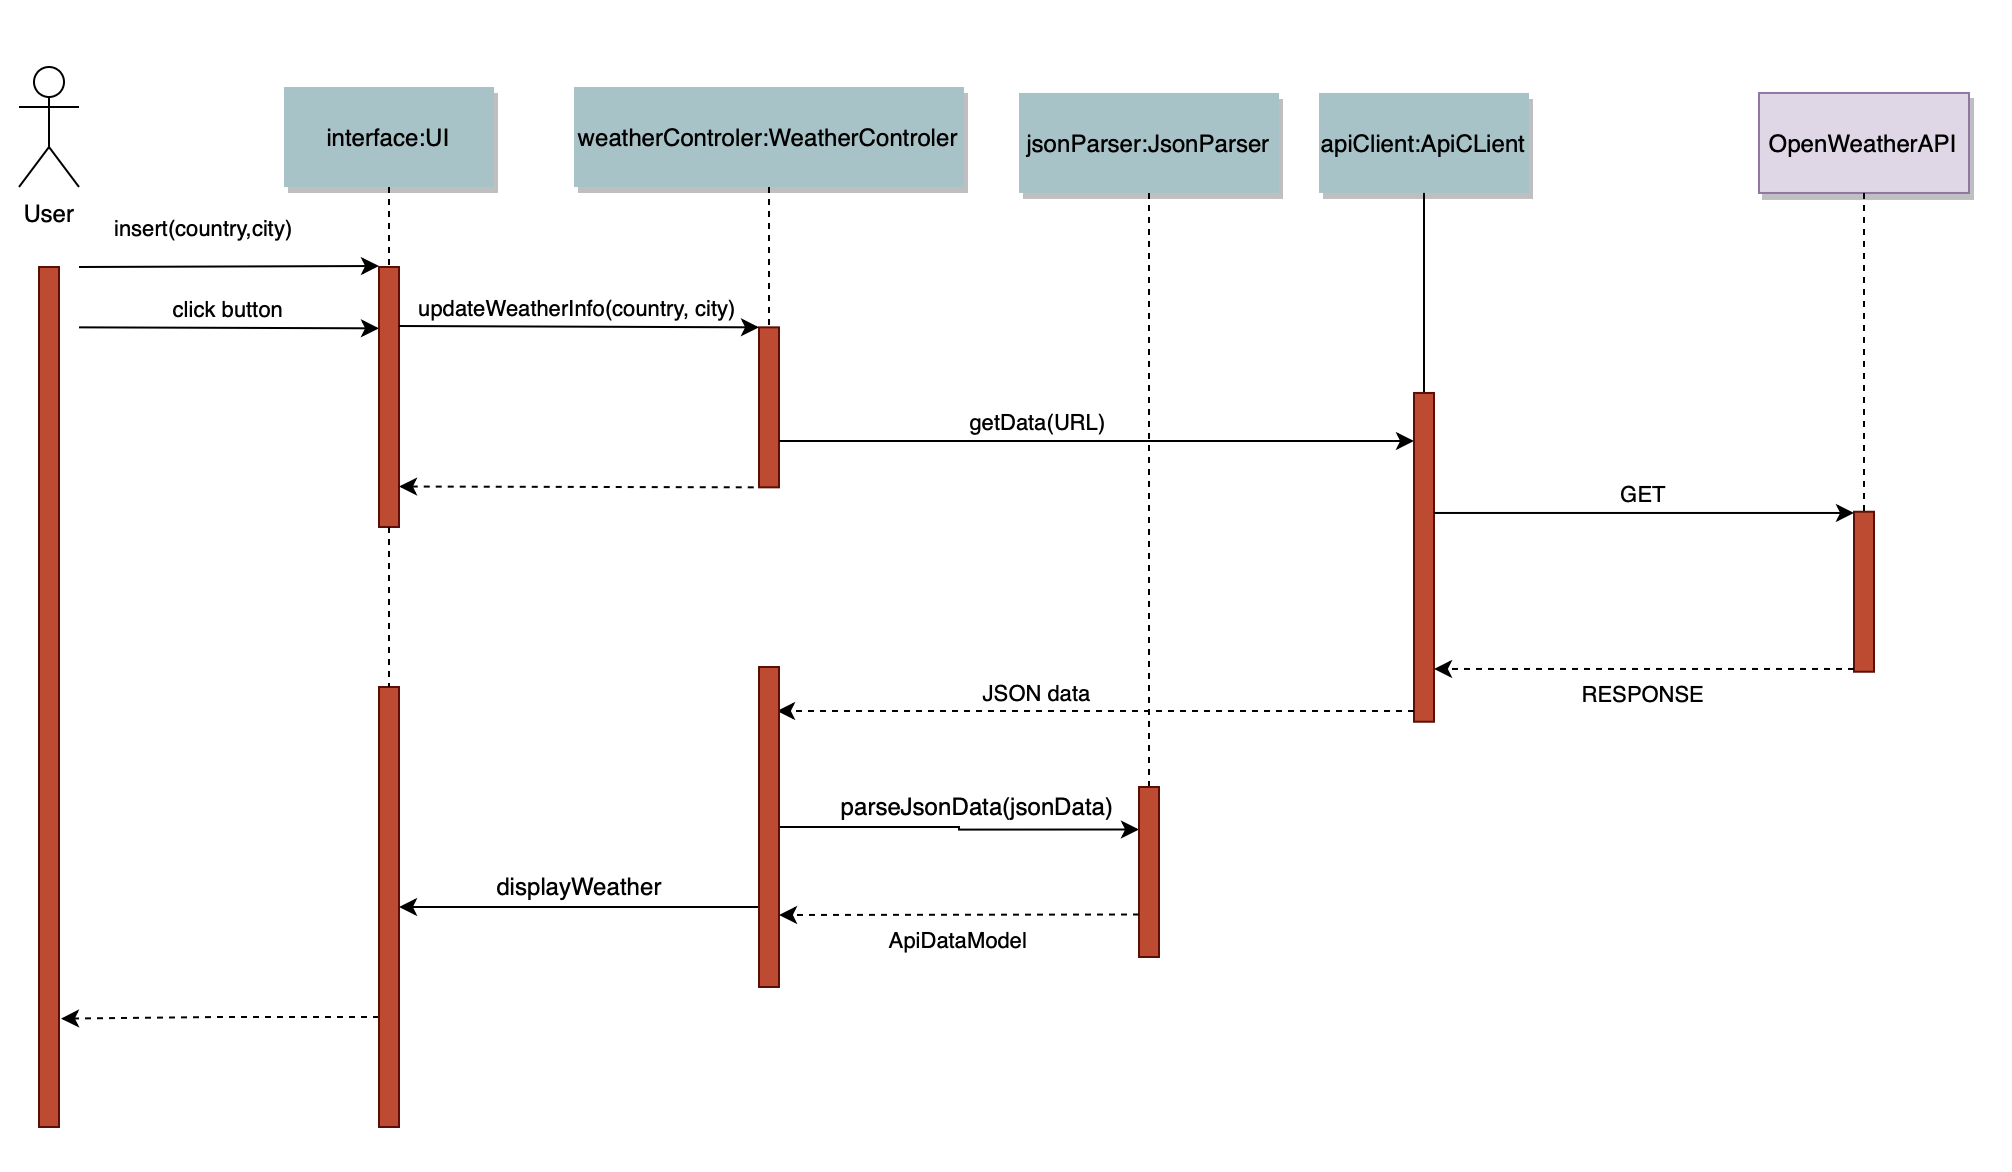 interface:UI
weatherControler:WeatherControler
jsonParser:JsonParser
apiClient:ApiCLient
OpenWeatherAPI
User
insert(country,city)
click button
updateWeatherInfo(country, city)
getData(URL)
GET
RESPONSE
JSON data
parseJsonData(jsonData)
displayWeather
ApiDataModel